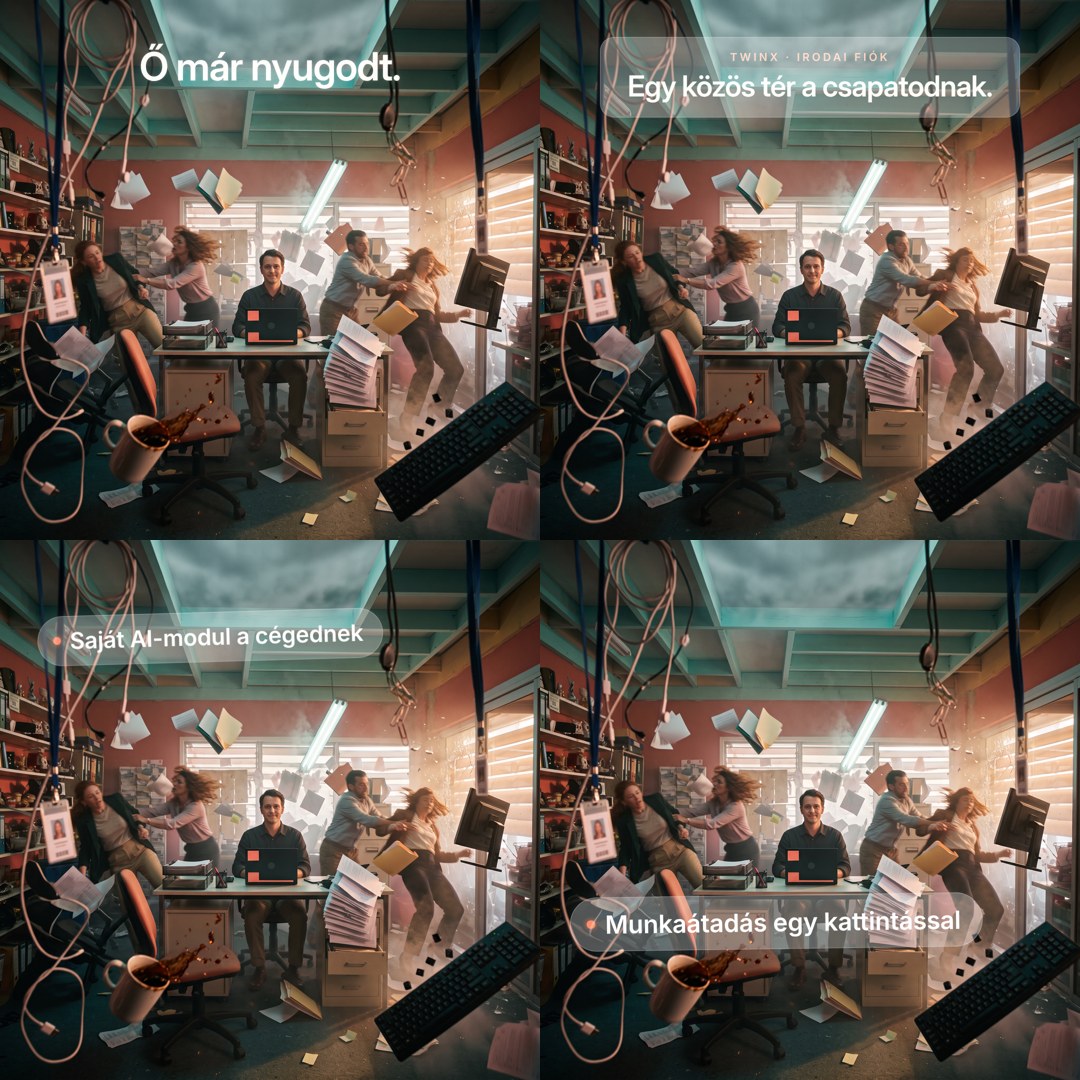 Ő már nyugodt.
TWINX · IRODAI FIÓK
Egy közös tér a csapatodnak.
Saját AI-modul a cégednek
Munkaátadás egy kattintással